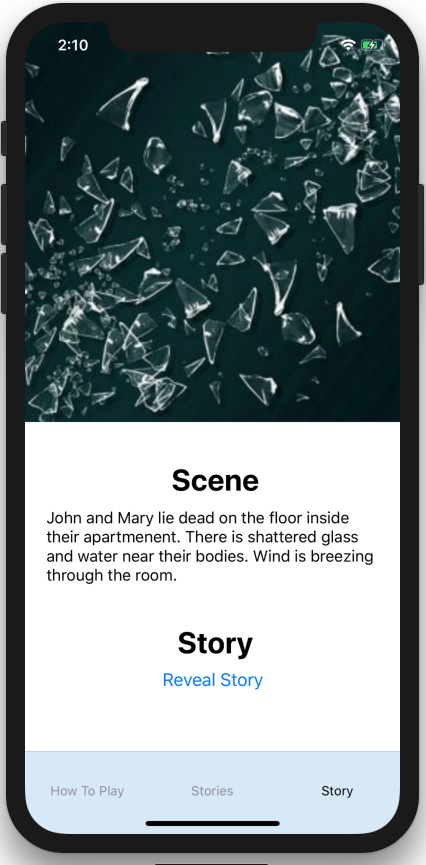 2:10
Scene
John and Mary lie dead on the floor inside
their apartmenent. There is shattered glass
and water near their bodies. Wind is breezing
through the room.
Story
Reveal Story
How To Play
Stories
Story